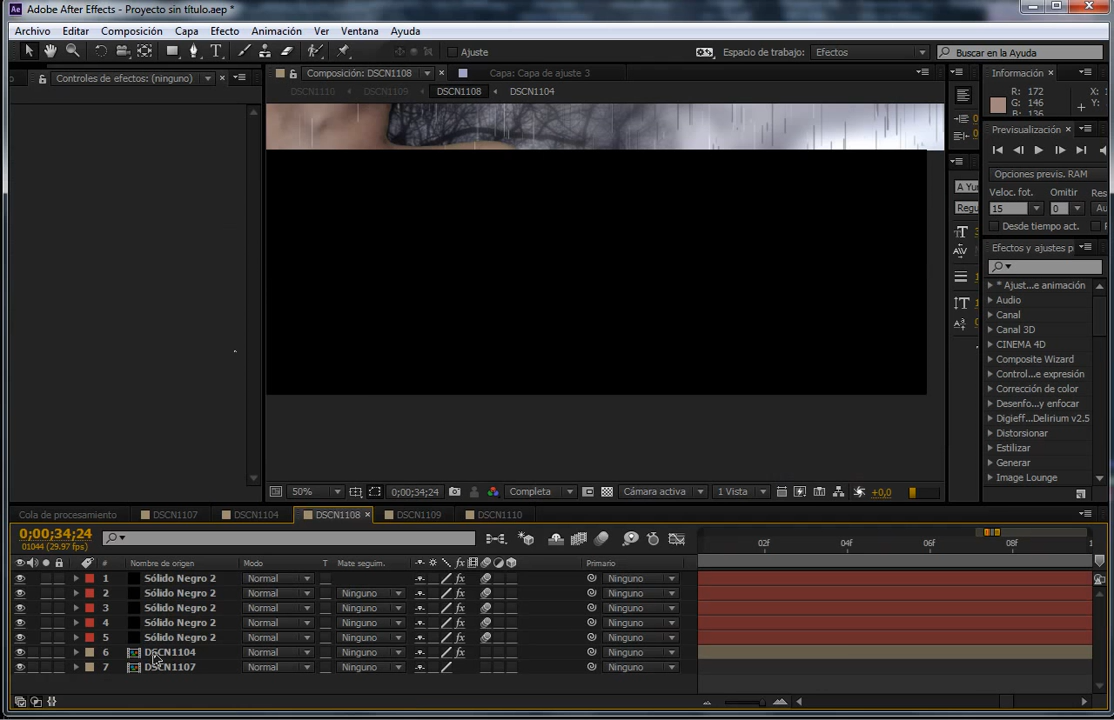 Adobe After Effects - Proyecto sin título.aep *
Archivo Editar Composición Capa Efecto Animación Ver Ventana Ayuda
Ajuste Espacio de trabajo: Efectos Buscar en la Ayuda
Controles de efectos: (ninguno) Composición: DSCN1108 Capa: Capa de ajuste 3 Información
DSCN1110 DSCN1109 DSCN1108 DSCN1104
R: 172 X:
G: 146
B: 136
Previsualización
Opciones previs. RAM
Veloc. fot. Omitir Res
15 0 Au
Desde tiempo act.
A Yu
Regu
Efectos y ajustes p
* Ajust...e animación
Audio
Canal
Canal 3D
CINEMA 4D
Composite Wizard
Control...e expresión
Corrección de color
Desenfo...y enfocar
Digieff...Delirium v2.5
Distorsionar
Estilizar
Generar
Image Lounge
50% 0;00;34;24 Completa Cámara activa 1 Vista +0,0
Cola de procesamiento DSCN1107 DSCN1104 DSCN1108 DSCN1109 DSCN1110
0;00;34;24
01044 (29.97 fps)
02f 04f 06f 08f 1
# Nombre de origen Modo T Mate seguim. Primario
1 Sólido Negro 2 Normal Ninguno
2 Sólido Negro 2 Normal Ninguno Ninguno
3 Sólido Negro 2 Normal Ninguno Ninguno
4 Sólido Negro 2 Normal Ninguno Ninguno
5 Sólido Negro 2 Normal Ninguno Ninguno
6 DSCN1104 Normal Ninguno Ninguno
7 DSCN1107 Normal Ninguno Ninguno